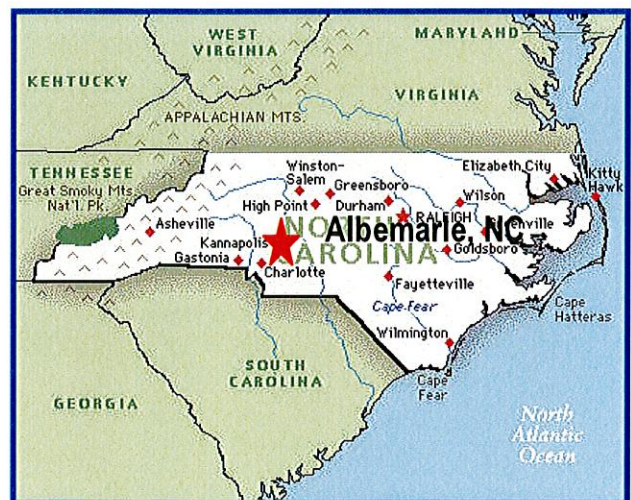 WEST
VIRGINIA
MARYLAND
KENTUCKY
VIRGINIA
APPALACHIAN MTS.
TENNESSEE
Great Smoky Mts.
Nat'l. Pk.
Winston-
Salem
Greensboro
High Point
Durham
RALEIGH
Wilson
Elizabeth City
Kitty
Hawk
Asheville
Kannapolis
Gastonia
Charlotte
NORTH
CAROLINA
Albemarle, NC
Goldsboro
Fayetteville
Cape Fear
Wilmington
Cape
Hatteras
Cape
Fear
SOUTH
CAROLINA
GEORGIA
North
Atlantic
Ocean